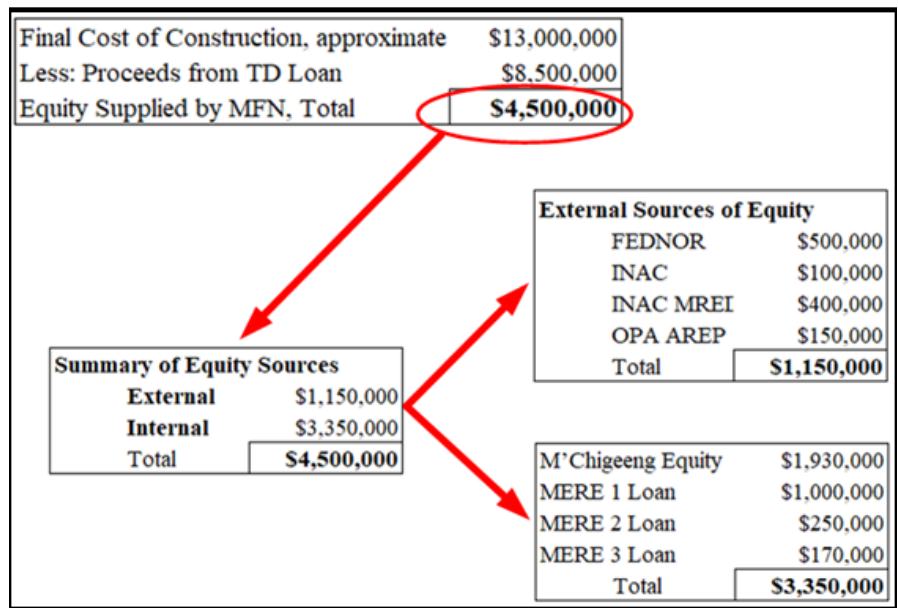 Final Cost of Construction, approximate $13,000,000
Less: Proceeds from TD Loan $8,500,000
Equity Supplied by MFN, Total $4,500,000
External Sources of Equity
FEDNOR $500,000
INAC $100,000
INAC MREI $400,000
OPA AREP $150,000
Total $1,150,000
Summary of Equity Sources
External $1,150,000
Internal $3,350,000
Total $4,500,000
M’Chigeeng Equity $1,930,000
MERE 1 Loan $1,000,000
MERE 2 Loan $250,000
MERE 3 Loan $170,000
Total $3,350,000